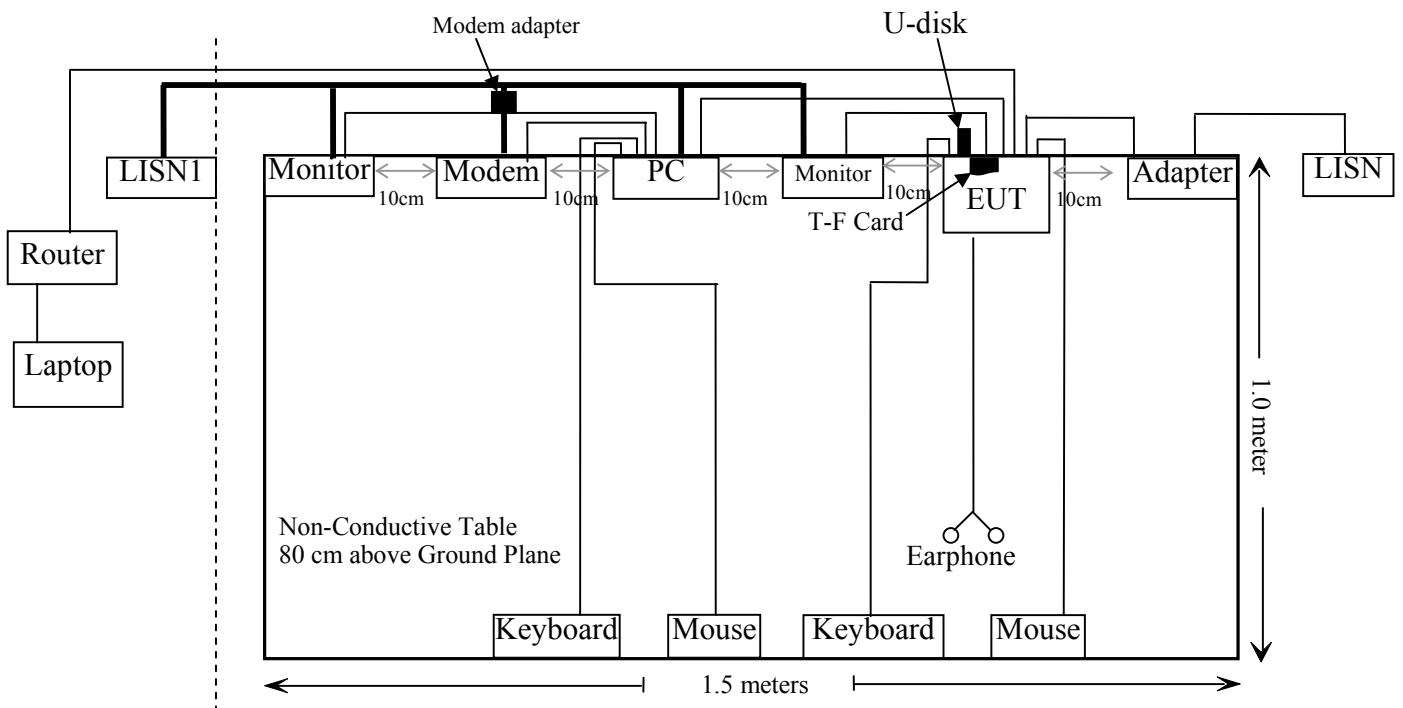 U-disk
Modem adapter
LISN1
Monitor
Modem
PC
Monitor
EUT
Adapter
LISN
10cm
10cm
10cm
10cm
10cm
T-F Card
Router
Laptop
1.0 meter
Non-Conductive Table
80 cm above Ground Plane
Earphone
Keyboard
Mouse
Keyboard
Mouse
1.5 meters